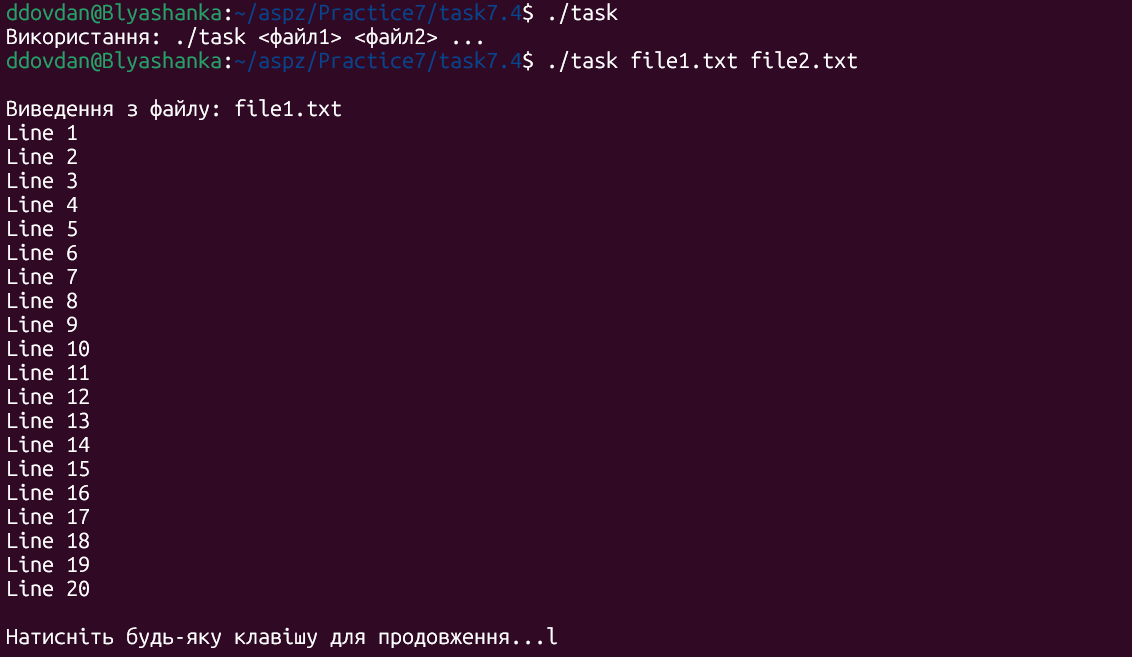 ddovdan@Blyashanka:~/aspz/Practice7/task7.4$ ./task
Використання: ./task <файл1> <файл2> ...
ddovdan@Blyashanka:~/aspz/Practice7/task7.4$ ./task file1.txt file2.txt
Виведення з файлу: file1.txt
Line 1
Line 2
Line 3
Line 4
Line 5
Line 6
Line 7
Line 8
Line 9
Line 10
Line 11
Line 12
Line 13
Line 14
Line 15
Line 16
Line 17
Line 18
Line 19
Line 20
Натисніть будь-яку клавішу для продовження...l